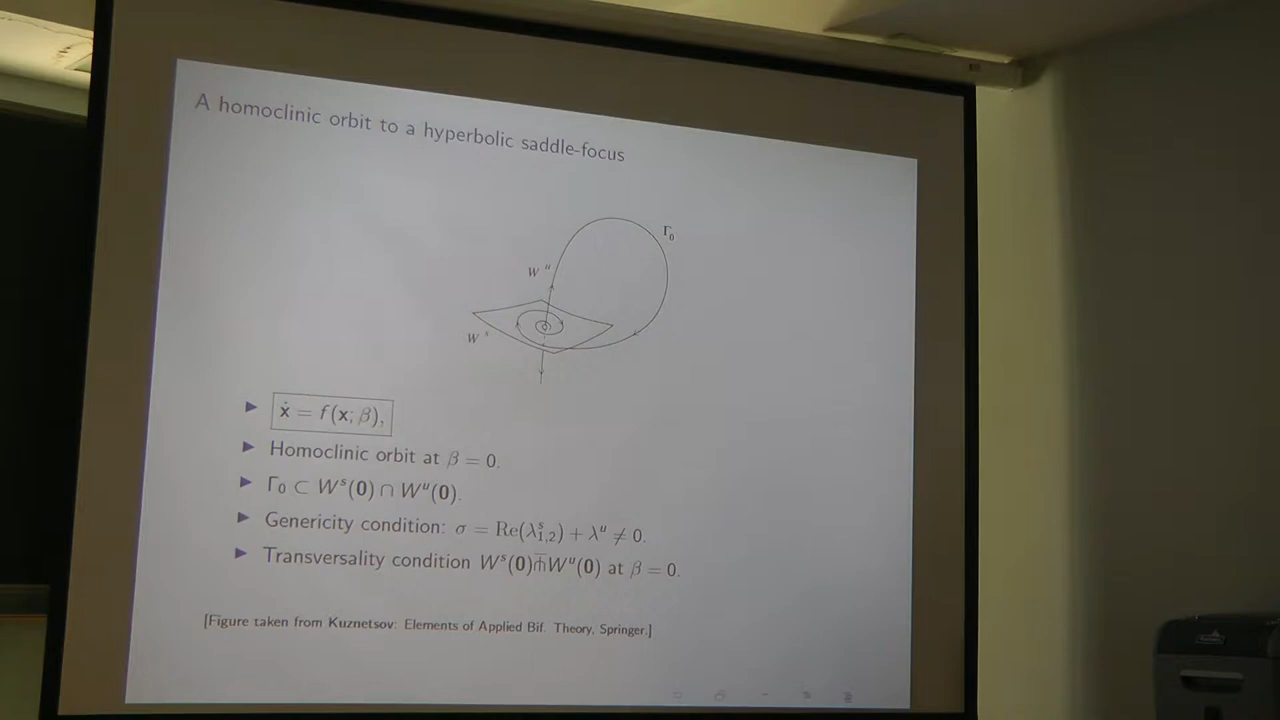 A homoclinic orbit to a hyperbolic saddle-focus
Γ₀
Wᵘ
Wˢ
ẋ = f(x; β),
Homoclinic orbit at β = 0.
Γ₀ ⊂ Wˢ(0) ∩ Wᵘ(0).
Genericity condition: σ = Re(λˢ₁,₂) + λᵘ ≠ 0.
Transversality condition Wˢ(0)⋔Wᵘ(0) at β = 0.
[Figure taken from Kuznetsov: Elements of Applied Bif. Theory, Springer.]